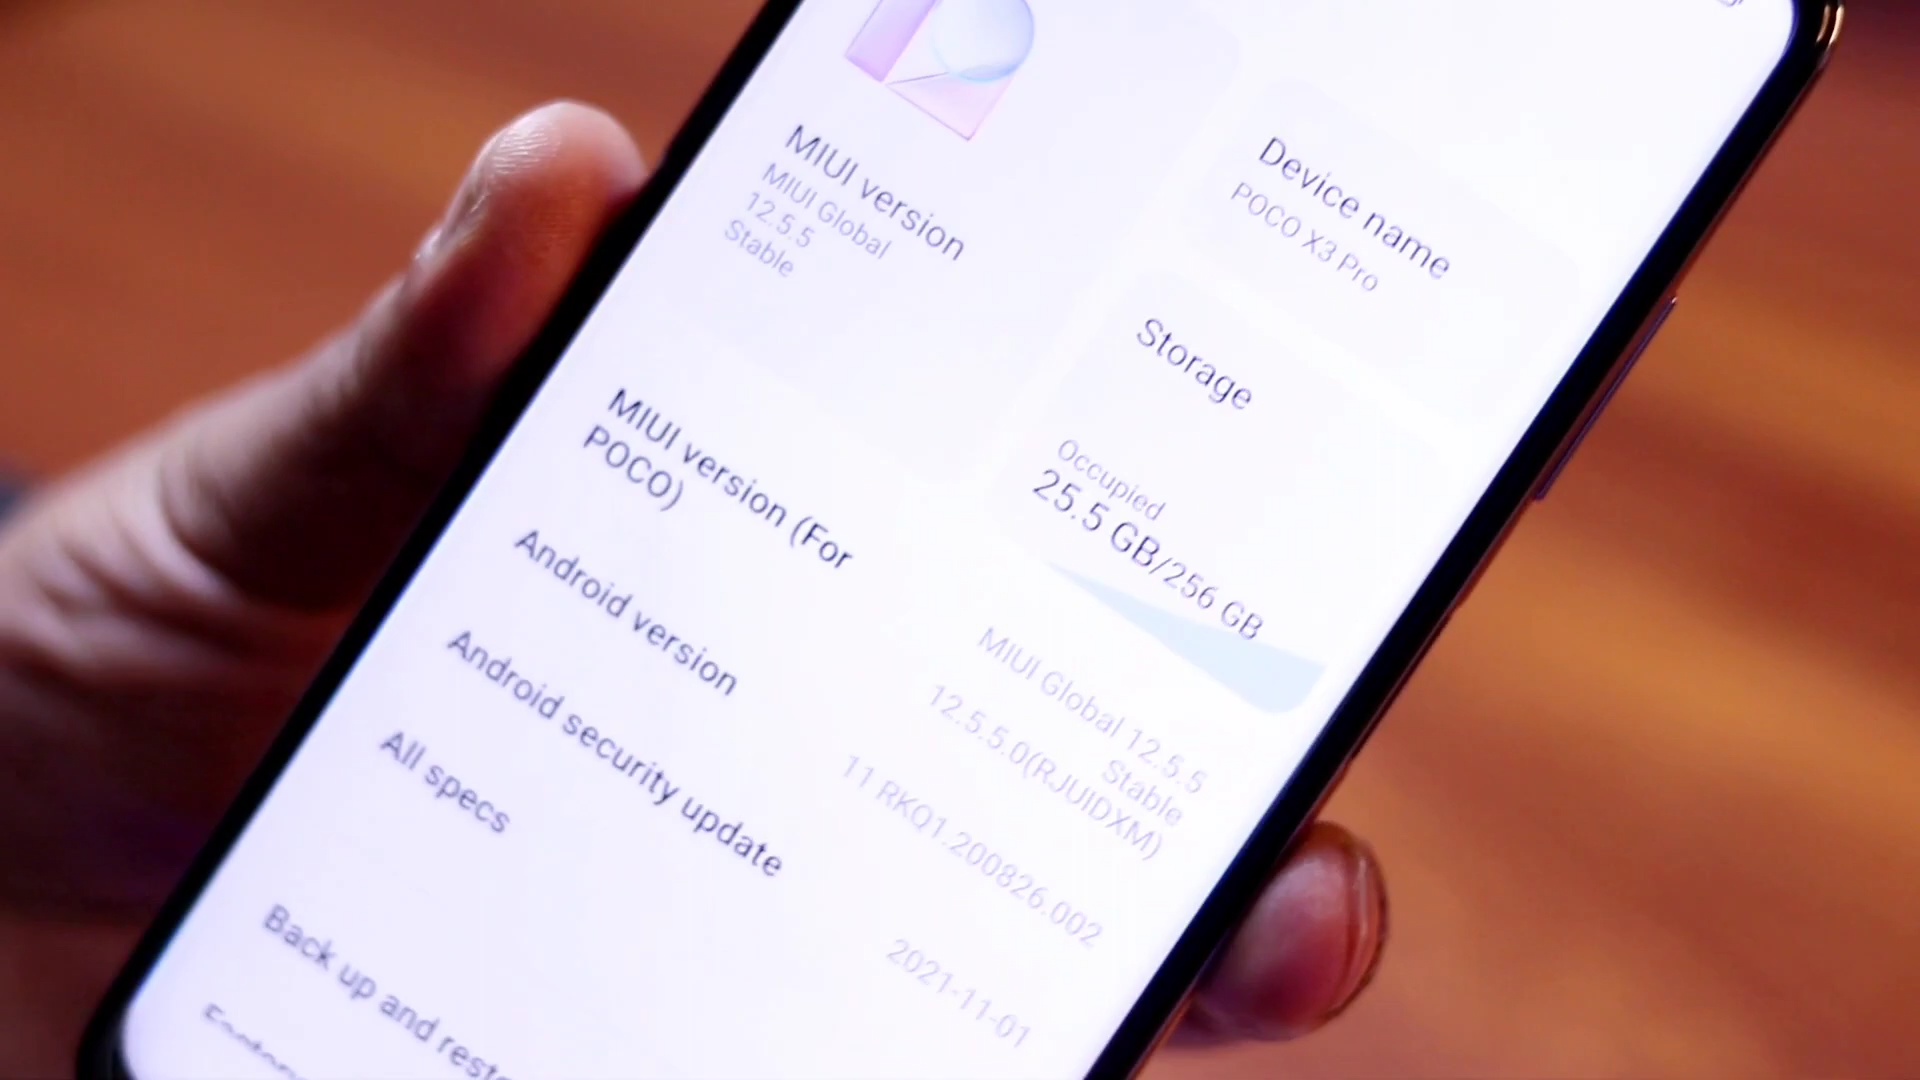 MIUI version
MIUI Global
12.5.5
Stable
Device name
POCO X3 Pro
Storage
Occupied
25.5 GB/256 GB
MIUI version (For
POCO)
MIUI Global 12.5.5
Stable
12.5.5.0(RJUIDXM)
Android version
11 RKQ1.200826.002
Android security update
2021-11-01
All specs
Back up and